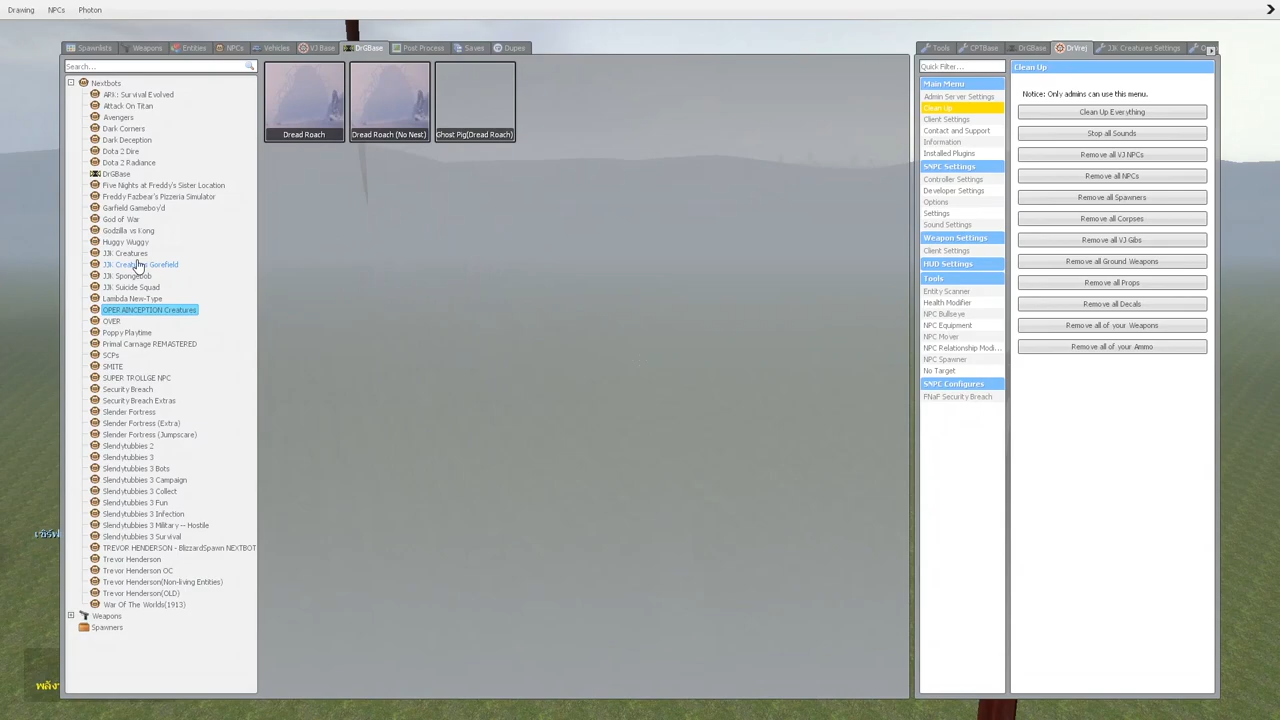 Drawing NPCs Photon
Spawnlists Weapons Entities NPCs Vehicles VJ Base DrGBase Post Process Saves Dupes
Search...
Nextbots
ARK: Survival Evolved
Attack On Titan
Avengers
Dark Corners
Dark Deception
Dota 2 Dire
Dota 2 Radiance
DrGBase
Five Nights at Freddy's Sister Location
Freddy Fazbear's Pizzeria Simulator
Garfield Gameboy'd
God of War
Godzilla vs Kong
Huggy Wuggy
JJK Creatures
JJK Creatures Gorefield
JJK Spongebob
JJK Suicide Squad
Lambda New-Type
OPERAINCEPTION Creatures
OVER
Poppy Playtime
Primal Carnage REMASTERED
SCPs
SMITE
SUPER TROLLGE NPC
Security Breach
Security Breach Extras
Slender Fortress
Slender Fortress (Extra)
Slender Fortress (Jumpscare)
Slendytubbies 2
Slendytubbies 3
Slendytubbies 3 Bots
Slendytubbies 3 Campaign
Slendytubbies 3 Collect
Slendytubbies 3 Fun
Slendytubbies 3 Infection
Slendytubbies 3 Military -- Hostile
Slendytubbies 3 Survival
TREVOR HENDERSON - BlizzardSpawn NEXTBOT
Trevor Henderson
Trevor Henderson OC
Trevor Henderson(Non-living Entities)
Trevor Henderson(OLD)
War Of The Worlds(1913)
Weapons
Spawners
Dread Roach
Dread Roach (No Nest)
Ghost Pig(Dread Roach)
Tools CPTBase DrGBase DrVrej JJK Creatures Settings
Quick Filter...
Main Menu
Admin Server Settings
Clean Up
Client Settings
Contact and Support
Information
Installed Plugins
SNPC Settings
Controller Settings
Developer Settings
Options
Settings
Sound Settings
Weapon Settings
Client Settings
HUD Settings
Tools
Entity Scanner
Health Modifier
NPC Bullseye
NPC Equipment
NPC Mover
NPC Relationship Modi...
NPC Spawner
No Target
SNPC Configures
FNaF Security Breach
Clean Up
Notice: Only admins can use this menu.
Clean Up Everything
Stop all Sounds
Remove all VJ NPCs
Remove all NPCs
Remove all Spawners
Remove all Corpses
Remove all VJ Gibs
Remove all Ground Weapons
Remove all Props
Remove all Decals
Remove all of your Weapons
Remove all of your Ammo